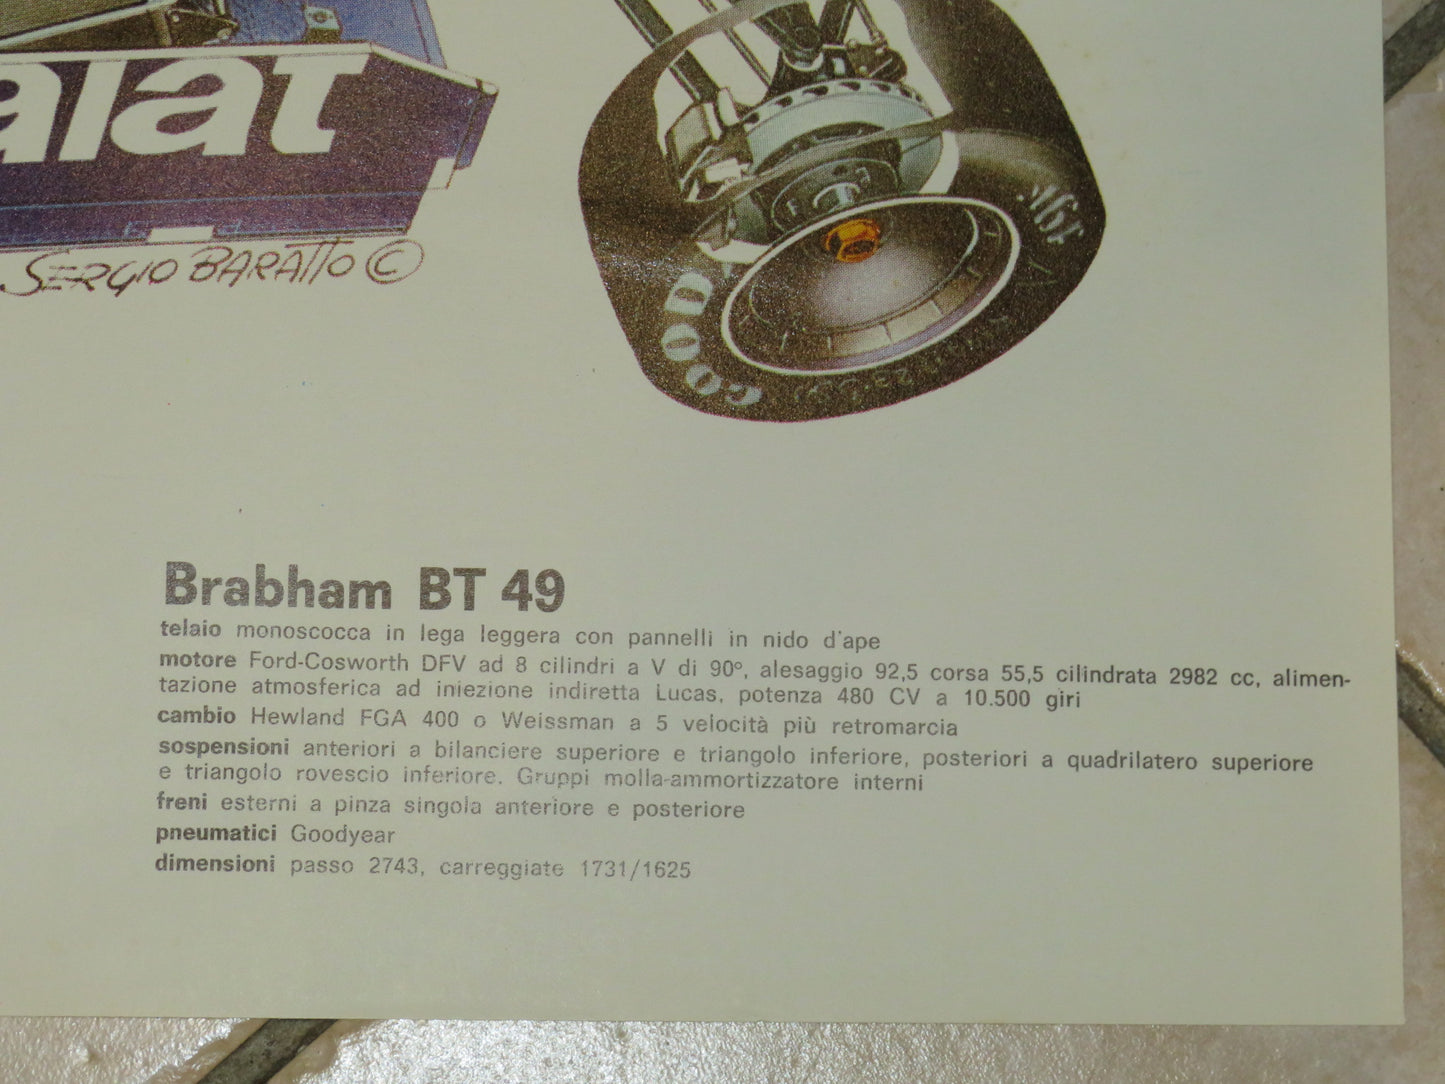 alat
SERGIO BARATTO ©
GOOD
Brabham BT 49
telaio monoscocca in lega leggera con pannelli in nido d'ape
motore Ford-Cosworth DFV ad 8 cilindri a V di 90°, alesaggio 92,5 corsa 55,5 cilindrata 2982 cc, alimen-
tazione atmosferica ad iniezione indiretta Lucas, potenza 480 CV a 10.500 giri
cambio Hewland FGA 400 o Weissman a 5 velocità più retromarcia
sospensioni anteriori a bilanciere superiore e triangolo inferiore, posteriori a quadrilatero superiore
e triangolo rovescio inferiore. Gruppi molla-ammortizzatore interni
freni esterni a pinza singola anteriore e posteriore
pneumatici Goodyear
dimensioni passo 2743, carreggiate 1731/1625